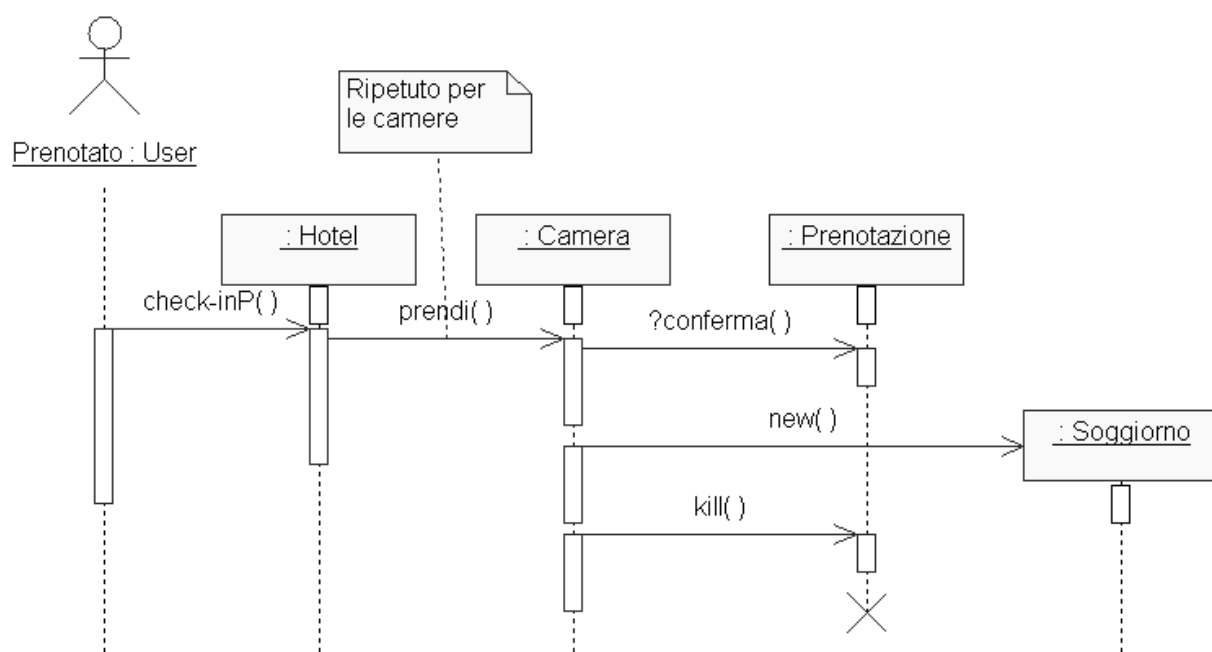 Ripetuto per
le camere
Prenotato : User
: Hotel
: Camera
: Prenotazione
check-inP( )
prendi( )
?conferma( )
new( )
: Soggiorno
kill( )